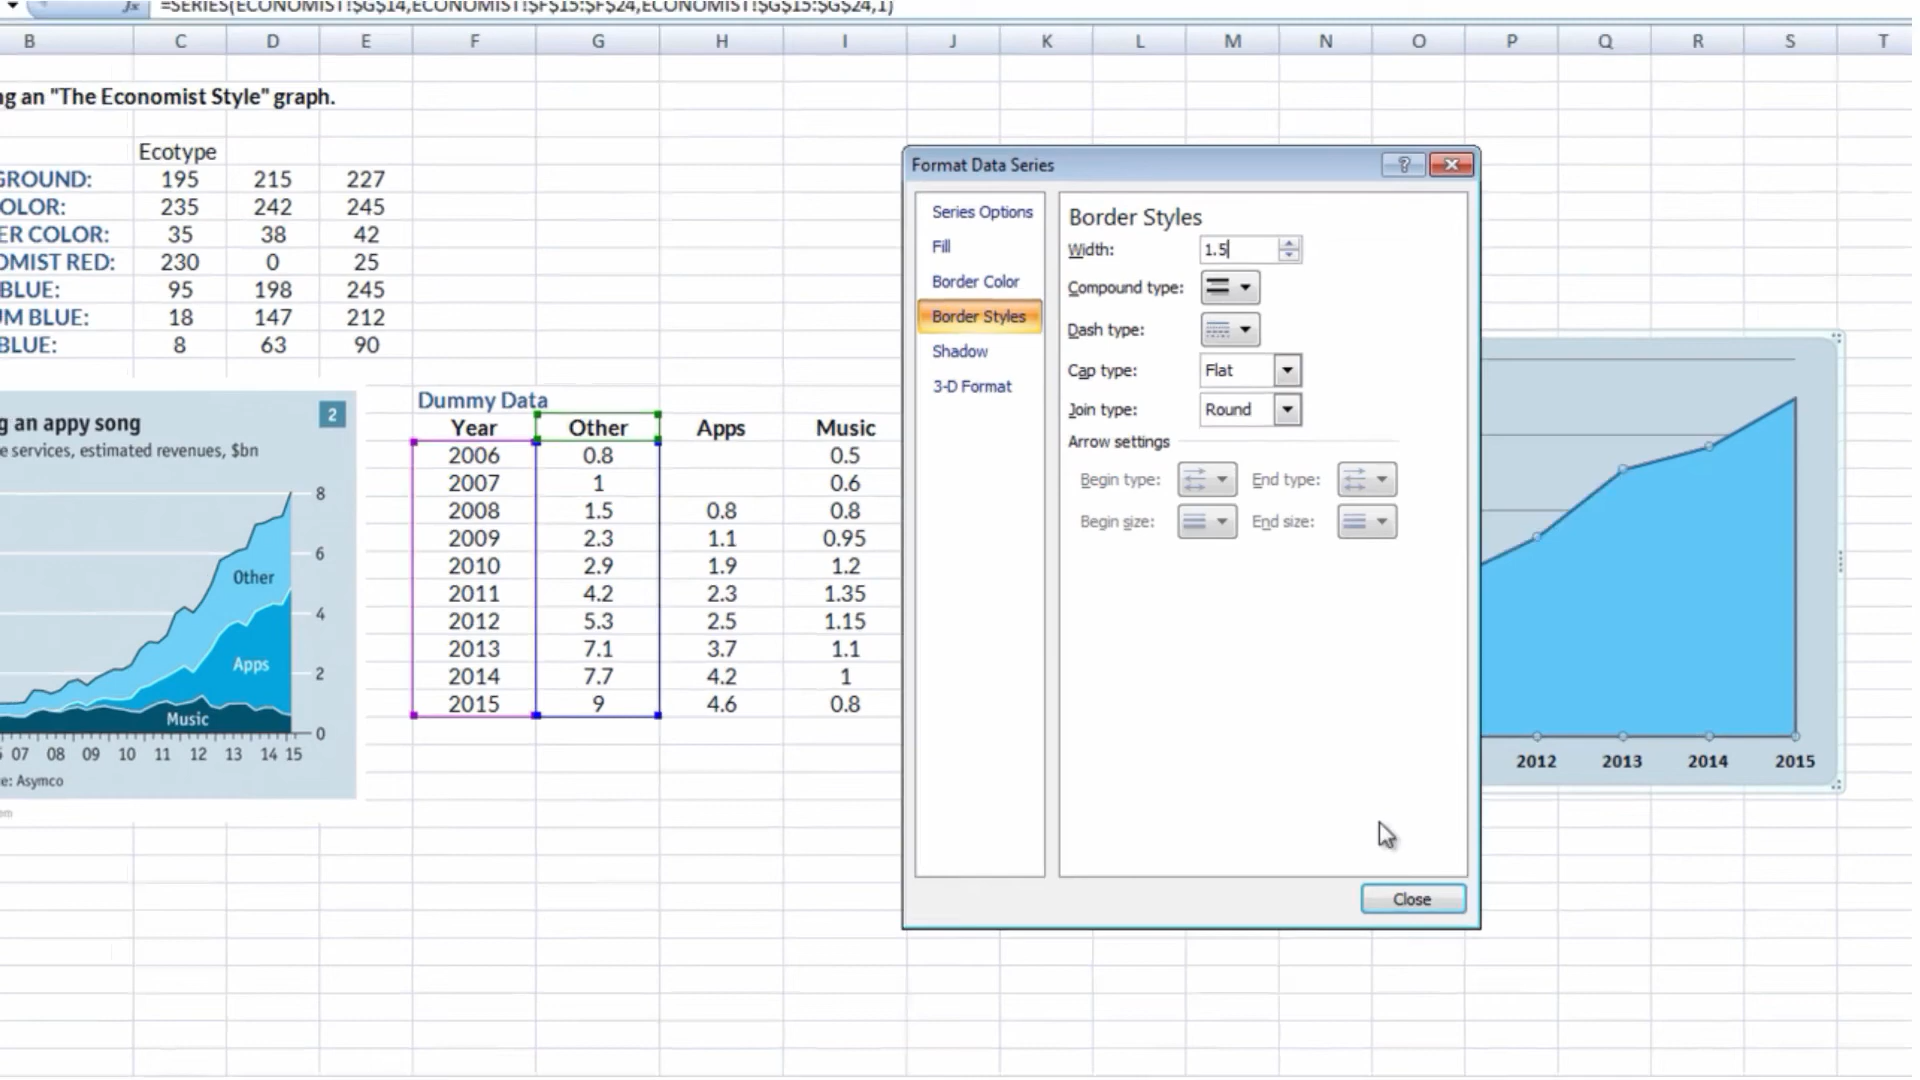 =SERIES(ECONOMIST!$G$14,ECONOMIST!$F$15:$F$24,ECONOMIST!$G$15:$G$24,1)
B C D E F G H I J K L M N O P Q R S T
ng an "The Economist Style" graph.
Ecotype
GROUND: 195 215 227
OLOR: 235 242 245
ER COLOR: 35 38 42
OMIST RED: 230 0 25
BLUE: 95 198 245
UM BLUE: 18 147 212
BLUE: 8 63 90
g an appy song 2
e services, estimated revenues, $bn
8
6
4
2
0
Other
Apps
Music
07 08 09 10 11 12 13 14 15
e: Asymco
om
Dummy Data
Year Other Apps Music
2006 0.8 0.5
2007 1 0.6
2008 1.5 0.8 0.8
2009 2.3 1.1 0.95
2010 2.9 1.9 1.2
2011 4.2 2.3 1.35
2012 5.3 2.5 1.15
2013 7.1 3.7 1.1
2014 7.7 4.2 1
2015 9 4.6 0.8
Format Data Series
Series Options
Fill
Border Color
Border Styles
Shadow
3-D Format
Border Styles
Width: 1.5
Compound type:
Dash type:
Cap type: Flat
Join type: Round
Arrow settings
Begin type: End type:
Begin size: End size:
Close
2012 2013 2014 2015